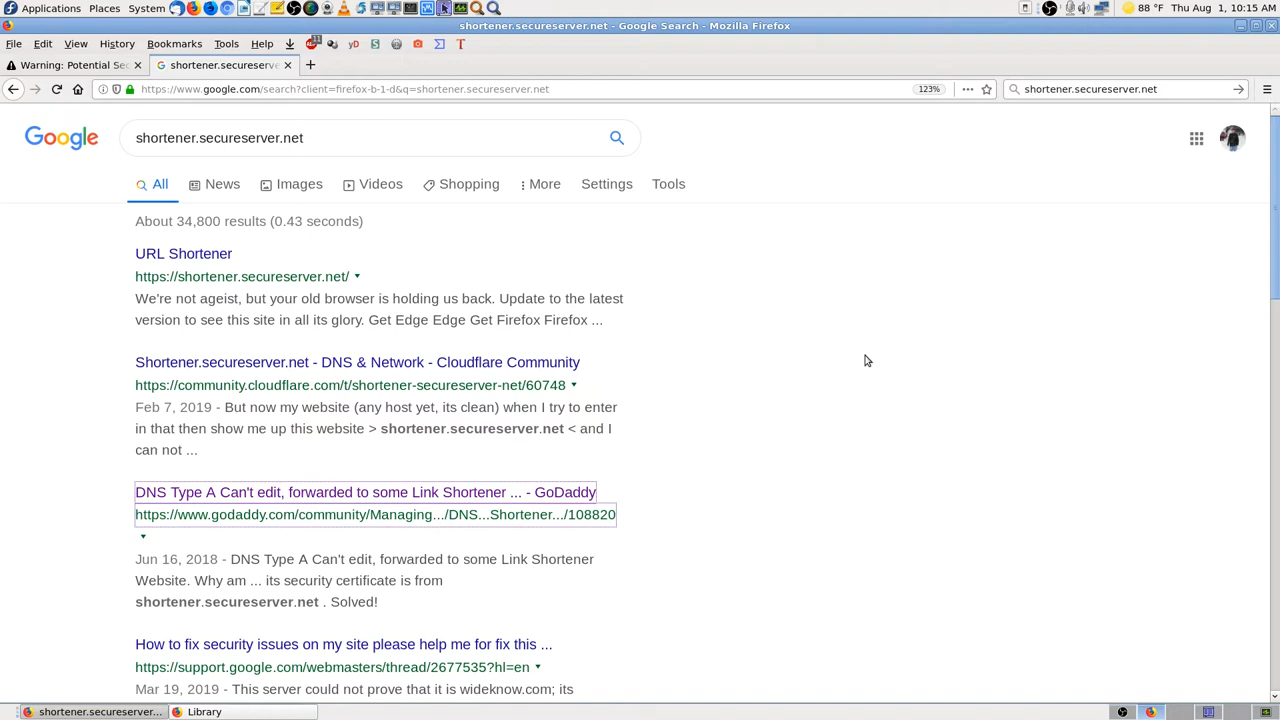 Applications Places System 88 °F Thu Aug 1, 10:15 AM
shortener.secureserver.net - Google Search - Mozilla Firefox
File Edit View History Bookmarks Tools Help 11 yD S Σ T
Warning: Potential Sec shortener.secureserve
https://www.google.com/search?client=firefox-b-1-d&q=shortener.secureserver.net 123% shortener.secureserver.net
Google shortener.secureserver.net
All News Images Videos Shopping More Settings Tools
About 34,800 results (0.43 seconds)
URL Shortener
https://shortener.secureserver.net/
We're not ageist, but your old browser is holding us back. Update to the latest
version to see this site in all its glory. Get Edge Edge Get Firefox Firefox ...
Shortener.secureserver.net - DNS & Network - Cloudflare Community
https://community.cloudflare.com/t/shortener-secureserver-net/60748
Feb 7, 2019 - But now my website (any host yet, its clean) when I try to enter
in that then show me up this website > shortener.secureserver.net < and I
can not ...
DNS Type A Can't edit, forwarded to some Link Shortener ... - GoDaddy
https://www.godaddy.com/community/Managing.../DNS...Shortener.../108820
Jun 16, 2018 - DNS Type A Can't edit, forwarded to some Link Shortener
Website. Why am ... its security certificate is from
shortener.secureserver.net . Solved!
How to fix security issues on my site please help me for fix this ...
https://support.google.com/webmasters/thread/2677535?hl=en
Mar 19, 2019 - This server could not prove that it is wideknow.com; its
shortener.secureserver.net... Library